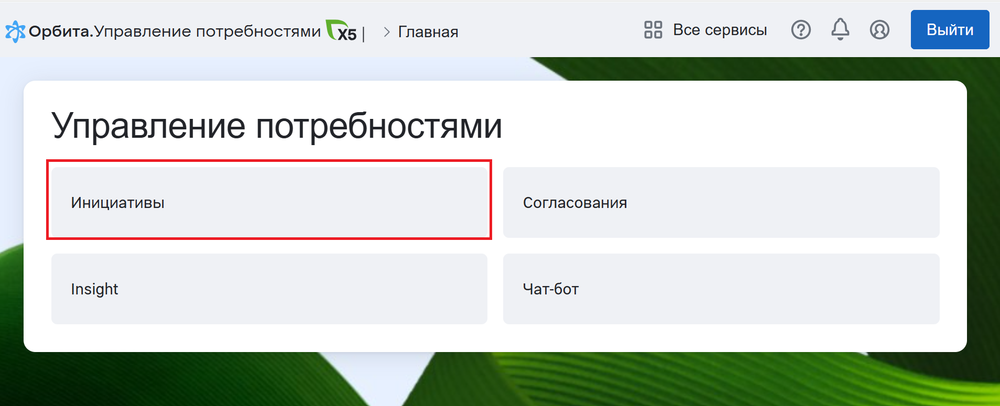 Орбита.Управление потребностями X5 | > Главная Все сервисы Выйти
Управление потребностями
Инициативы Согласования
Insight Чат-бот